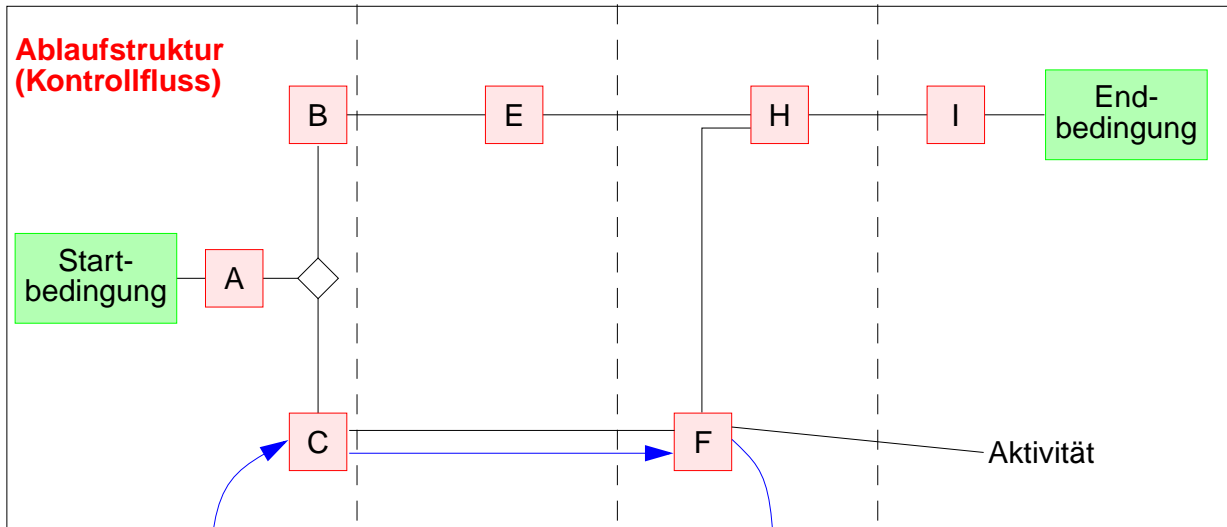 Ablaufstruktur
(Kontrollfluss)
B
E
H
I
End-
bedingung
Start-
bedingung
A
C
F
Aktivität